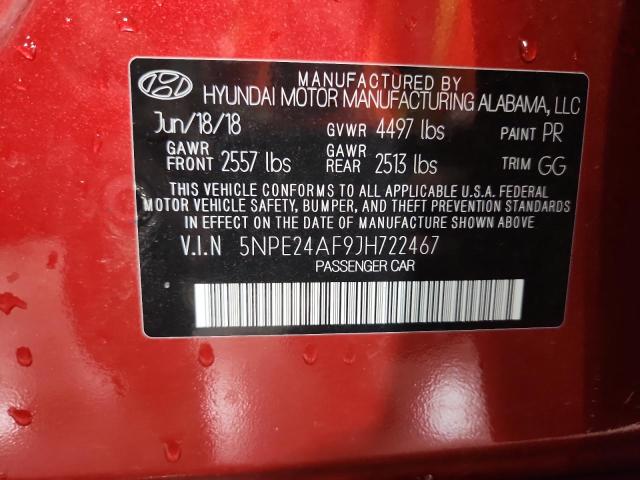 MANUFACTURED BY
HYUNDAI MOTOR MANUFACTURING ALABAMA, LLC
Jun/18/18 GVWR 4497 lbs PAINT PR
GAWR FRONT 2557 lbs GAWR REAR 2513 lbs TRIM GG
THIS VEHICLE CONFORMS TO ALL APPLICABLE U.S.A. FEDERAL
MOTOR VEHICLE SAFETY, BUMPER, AND THEFT PREVENTION STANDARDS
IN EFFECT ON THE DATE OF MANUFACTURE SHOWN ABOVE.
V.I.N 5NPE24AF9JH722467
PASSENGER CAR